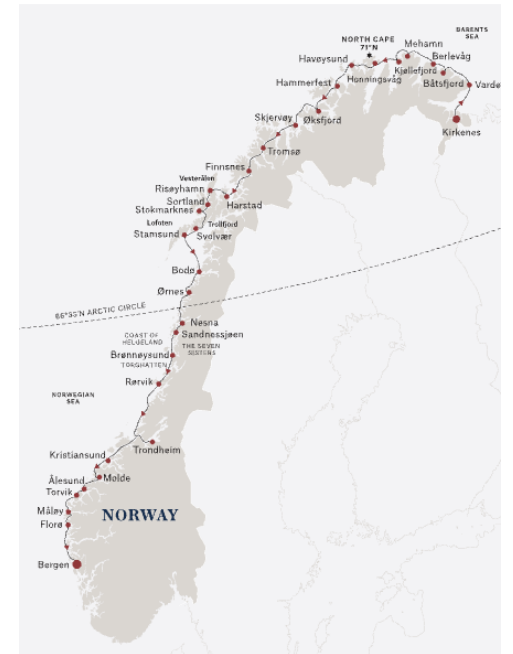 BARENTS
SEA
NORTH CAPE
71°N
Mehamn
Berlevåg
Havøysund
Kjøllefjord
Honningsvåg
Båtsfjord
Vardø
Hammerfest
Kirkenes
Øksfjord
Skjervøy
Tromsø
Finnsnes
Vesterålen
Risøyhamn
Harstad
Sortland
Stokmarknes
Trollfjord
Lofoten
Svolvær
Stamsund
Bodø
Ørnes
66°33'N ARCTIC CIRCLE
Nesna
Sandnessjøen
COAST OF
HELGELAND
THE SEVEN
SISTERS
Brønnøysund
TORGHATTEN
Rørvik
NORWEGIAN
SEA
Trondheim
Kristiansund
Molde
Ålesund
Torvik
Måløy
Florø
NORWAY
Bergen